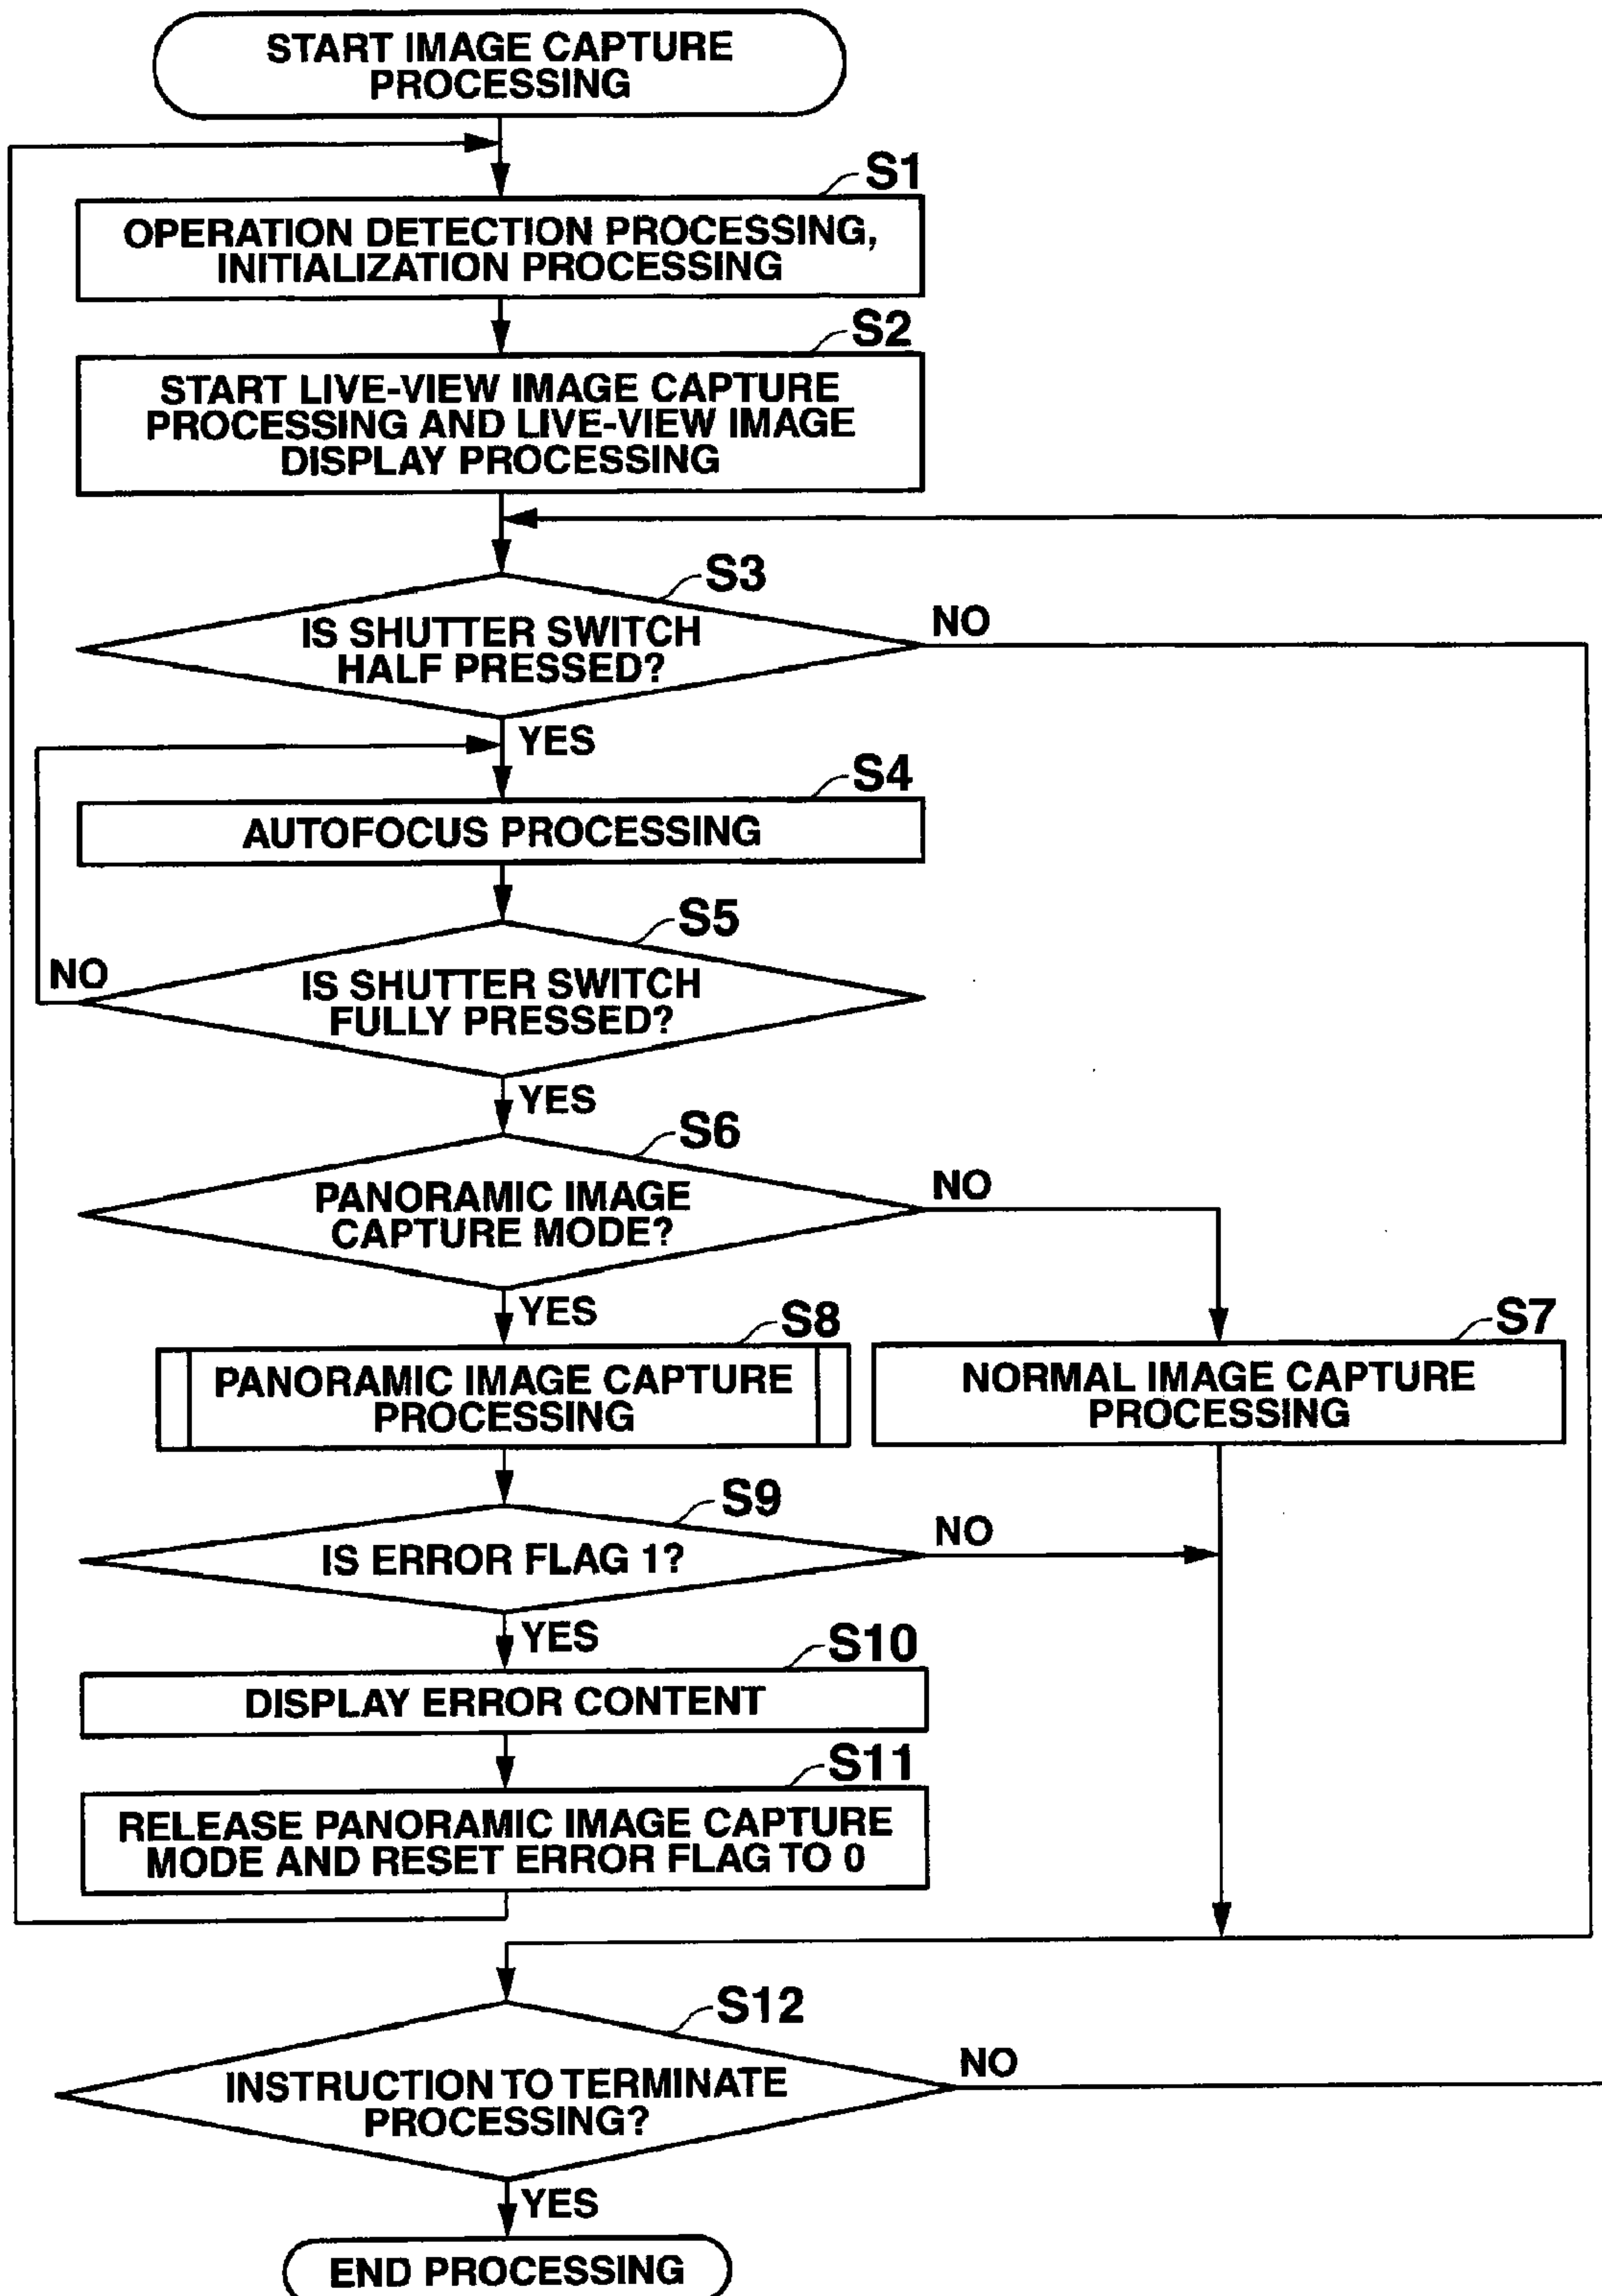 START IMAGE CAPTURE
PROCESSING
S1
OPERATION DETECTION PROCESSING,
INITIALIZATION PROCESSING
S2
START LIVE-VIEW IMAGE CAPTURE
PROCESSING AND LIVE-VIEW IMAGE
DISPLAY PROCESSING
S3
IS SHUTTER SWITCH
HALF PRESSED?
NO
YES
S4
AUTOFOCUS PROCESSING
S5
IS SHUTTER SWITCH
FULLY PRESSED?
NO
YES
S6
PANORAMIC IMAGE
CAPTURE MODE?
NO
YES
S8
PANORAMIC IMAGE CAPTURE
PROCESSING
S7
NORMAL IMAGE CAPTURE
PROCESSING
S9
IS ERROR FLAG 1?
NO
YES
S10
DISPLAY ERROR CONTENT
S11
RELEASE PANORAMIC IMAGE CAPTURE
MODE AND RESET ERROR FLAG TO 0
S12
INSTRUCTION TO TERMINATE
PROCESSING?
NO
YES
END PROCESSING